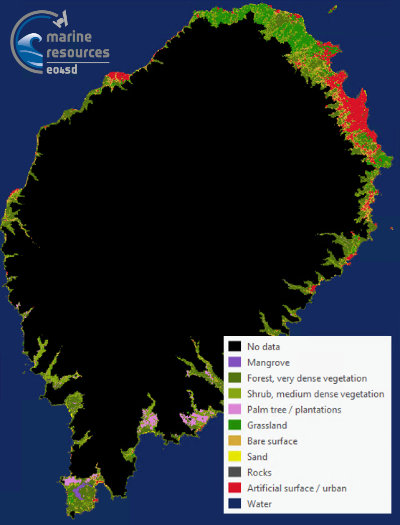 marine
resources
eo4sd
No data
Mangrove
Forest, very dense vegetation
Shrub, medium dense vegetation
Palm tree / plantations
Grassland
Bare surface
Sand
Rocks
Artificial surface / urban
Water